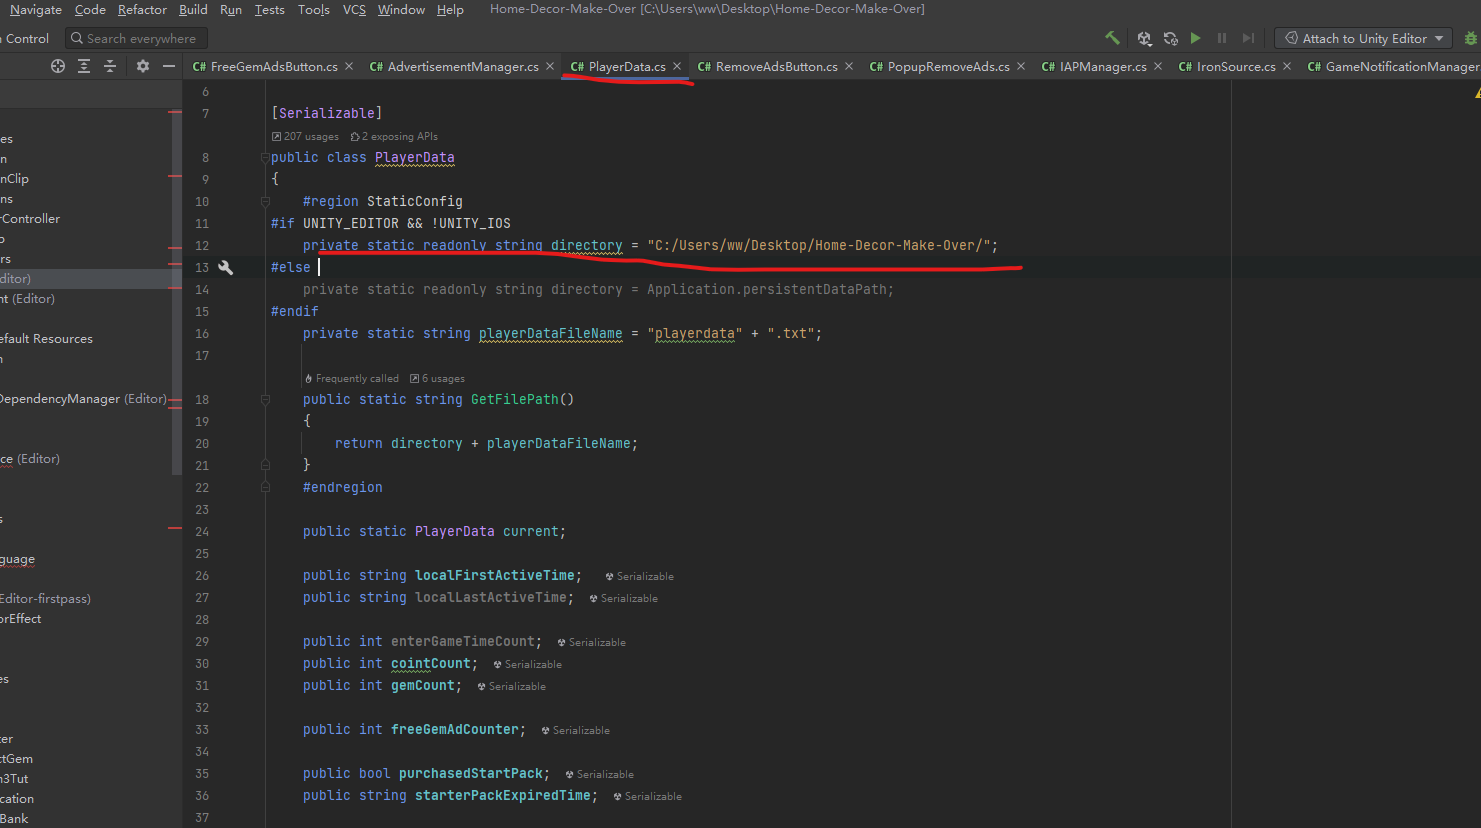 Navigate Code Refactor Build Run Tests Tools VCS Window Help Home-Decor-Make-Over [C:\Users\ww\Desktop\Home-Decor-Make-Over]
Control Search everywhere Attach to Unity Editor
C# FreeGemAdsButton.cs C# AdvertisementManager.cs C# PlayerData.cs C# RemoveAdsButton.cs C# PopupRemoveAds.cs C# IAPManager.cs C# IronSource.cs C# GameNotificationManager
6
7 [Serializable]
207 usages 2 exposing APIs
8 public class PlayerData
9 {
10 #region StaticConfig
11 #if UNITY_EDITOR && !UNITY_IOS
12 private static readonly string directory = "C:/Users/ww/Desktop/Home-Decor-Make-Over/";
13 #else
14 private static readonly string directory = Application.persistentDataPath;
15 #endif
16 private static string playerDataFileName = "playerdata" + ".txt";
17
Frequently called 6 usages
18 public static string GetFilePath()
19 {
20 return directory + playerDataFileName;
21 }
22 #endregion
23
24 public static PlayerData current;
25
26 public string localFirstActiveTime; Serializable
27 public string localLastActiveTime; Serializable
28
29 public int enterGameTimeCount; Serializable
30 public int cointCount; Serializable
31 public int gemCount; Serializable
32
33 public int freeGemAdCounter; Serializable
34
35 public bool purchasedStartPack; Serializable
36 public string starterPackExpiredTime; Serializable
37
es
n
nClip
ns
rController
o
rs
ditor)
nt (Editor)
efault Resources
n
DependencyManager (Editor)
ce (Editor)
s
guage
Editor-firstpass)
orEffect
es
ter
ctGem
n3Tut
cation
Bank